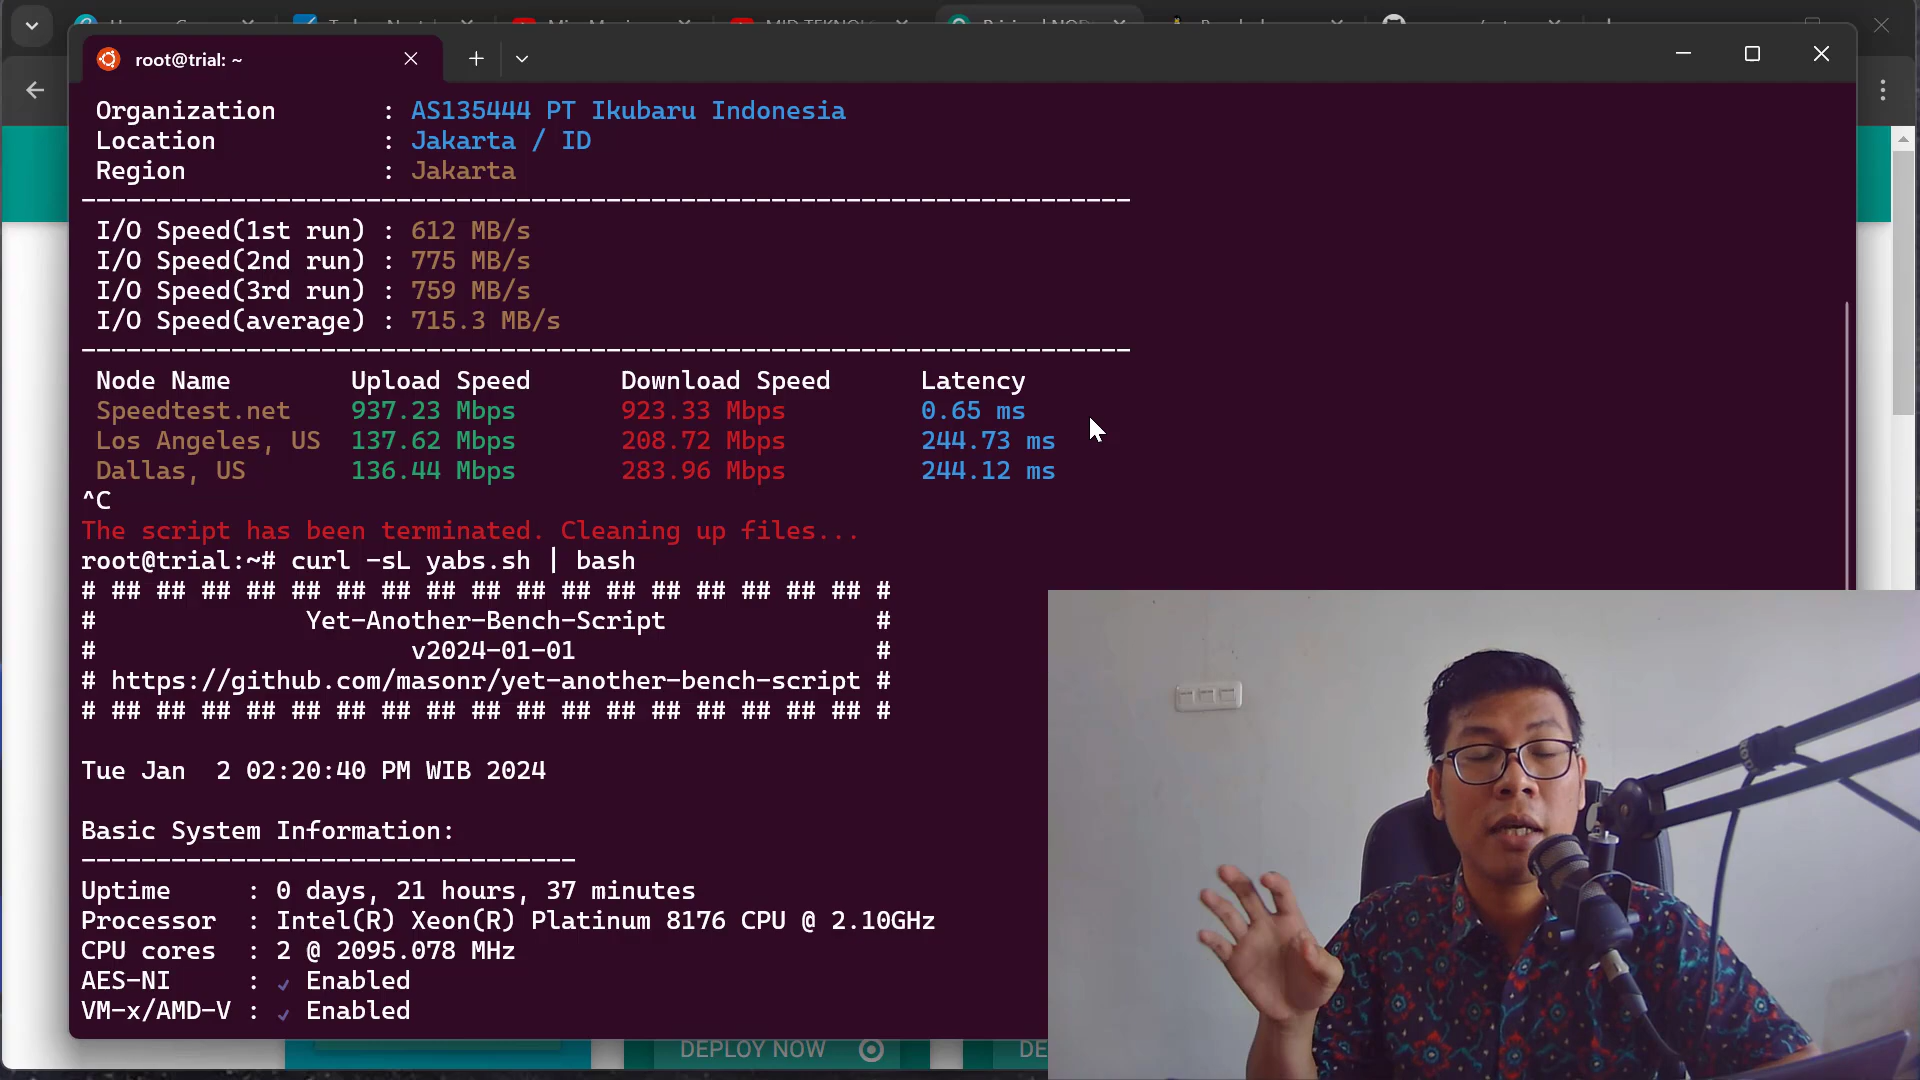 root@trial: ~
Organization : AS135444 PT Ikubaru Indonesia
Location : Jakarta / ID
Region : Jakarta
----------------------------------------------------------------------
I/O Speed(1st run) : 612 MB/s
I/O Speed(2nd run) : 775 MB/s
I/O Speed(3rd run) : 759 MB/s
I/O Speed(average) : 715.3 MB/s
----------------------------------------------------------------------
Node Name Upload Speed Download Speed Latency
Speedtest.net 937.23 Mbps 923.33 Mbps 0.65 ms
Los Angeles, US 137.62 Mbps 208.72 Mbps 244.73 ms
Dallas, US 136.44 Mbps 283.96 Mbps 244.12 ms
^C
The script has been terminated. Cleaning up files...
root@trial:~# curl -sL yabs.sh | bash
# ## ## ## ## ## ## ## ## ## ## ## ## ## ## ## ## ## #
# Yet-Another-Bench-Script #
# v2024-01-01 #
# https://github.com/masonr/yet-another-bench-script #
# ## ## ## ## ## ## ## ## ## ## ## ## ## ## ## ## ## #
Tue Jan 2 02:20:40 PM WIB 2024
Basic System Information:
---------------------------------
Uptime : 0 days, 21 hours, 37 minutes
Processor : Intel(R) Xeon(R) Platinum 8176 CPU @ 2.10GHz
CPU cores : 2 @ 2095.078 MHz
AES-NI : ✓ Enabled
VM-x/AMD-V : ✓ Enabled
DEPLOY NOW
DE